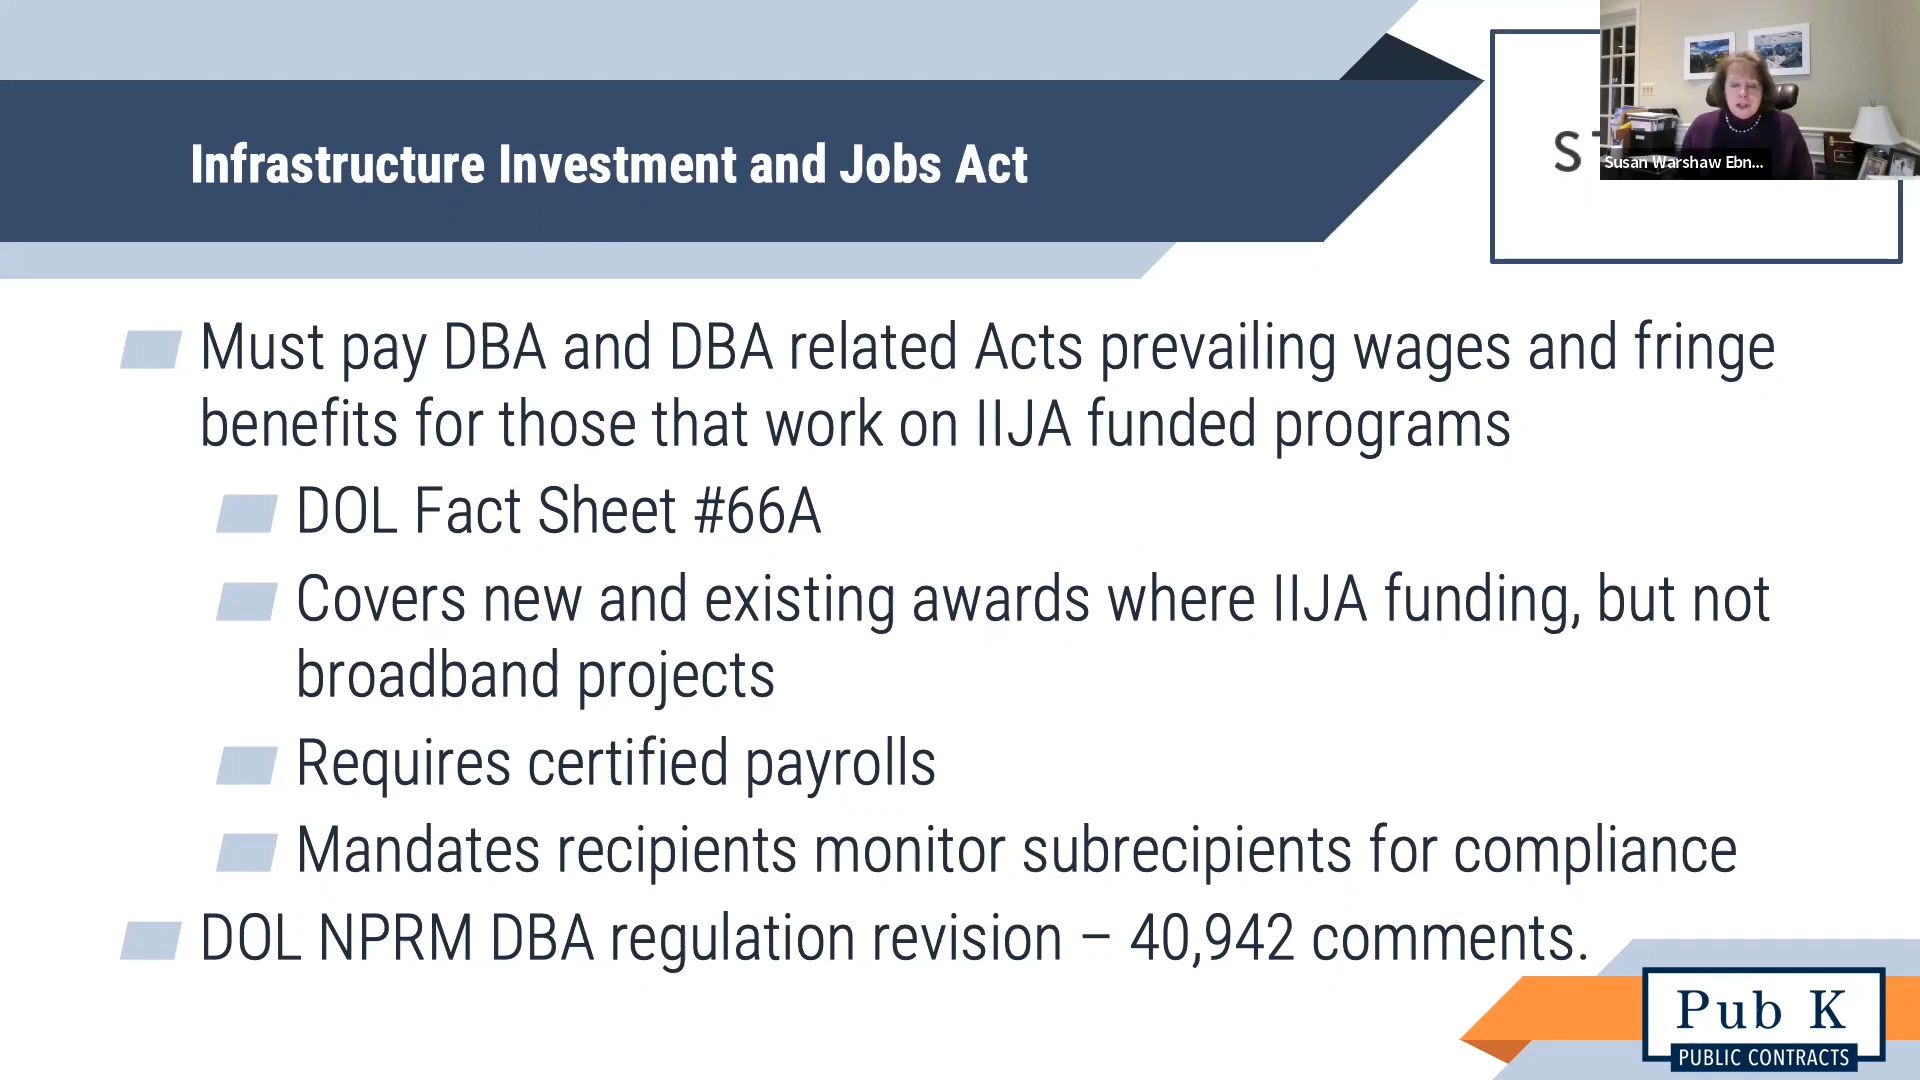 Infrastructure Investment and Jobs Act
Susan Warshaw Ebn...
Must pay DBA and DBA related Acts prevailing wages and fringe
benefits for those that work on IIJA funded programs
DOL Fact Sheet #66A
Covers new and existing awards where IIJA funding, but not
broadband projects
Requires certified payrolls
Mandates recipients monitor subrecipients for compliance
DOL NPRM DBA regulation revision – 40,942 comments.
Pub K
PUBLIC CONTRACTS